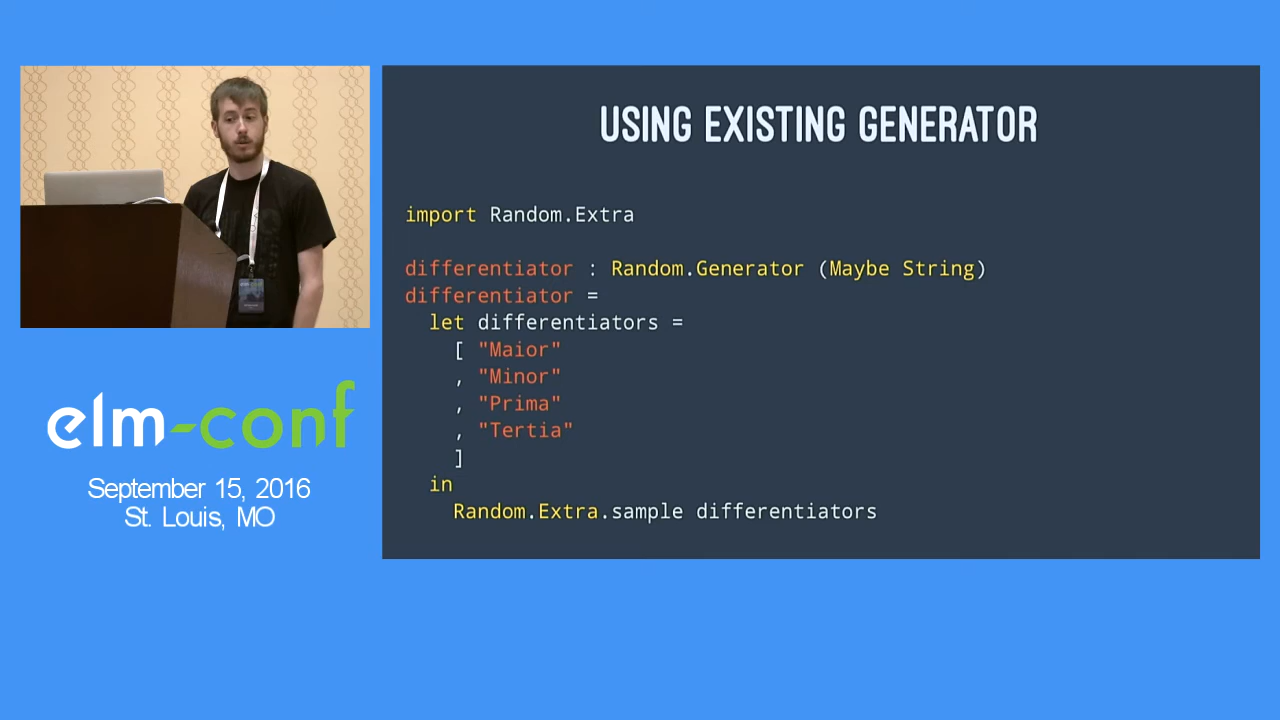 USING EXISTING GENERATOR
import Random.Extra
differentiator : Random.Generator (Maybe String)
differentiator =
let differentiators =
[ "Maior"
, "Minor"
, "Prima"
, "Tertia"
]
in
Random.Extra.sample differentiators
elm-conf
September 15, 2016
St. Louis, MO